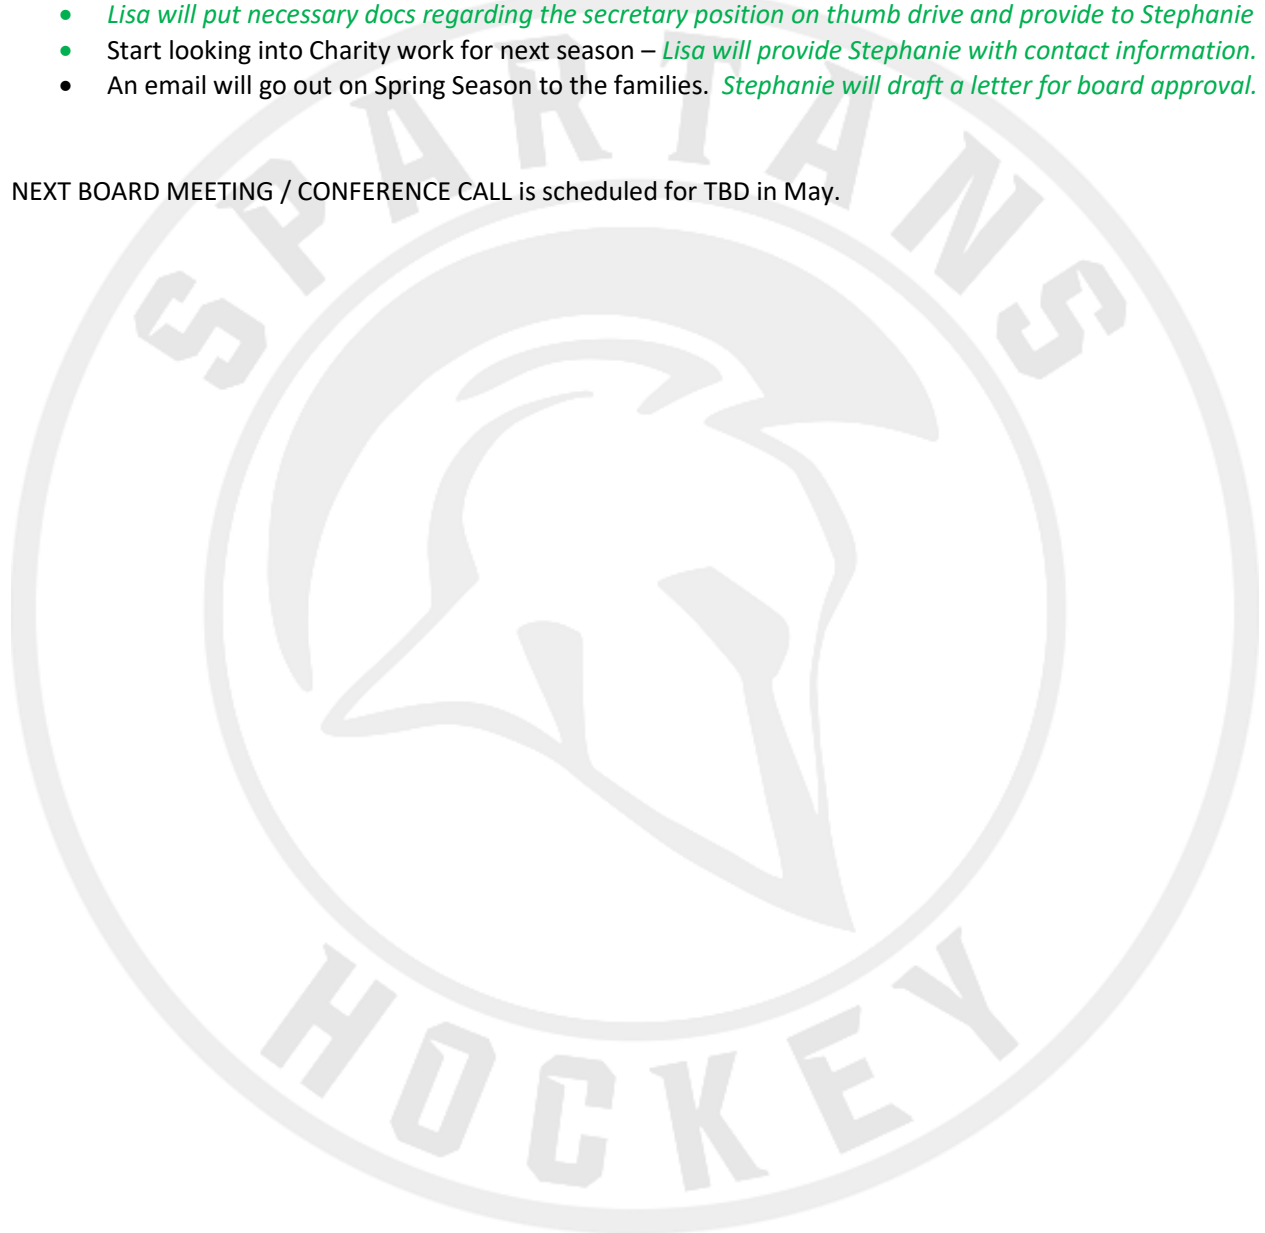 • Lisa will put necessary docs regarding the secretary position on thumb drive and provide to Stephanie
• Start looking into Charity work for next season – Lisa will provide Stephanie with contact information.
• An email will go out on Spring Season to the families. Stephanie will draft a letter for board approval.
NEXT BOARD MEETING / CONFERENCE CALL is scheduled for TBD in May.
SPARTANS
HOCKEY